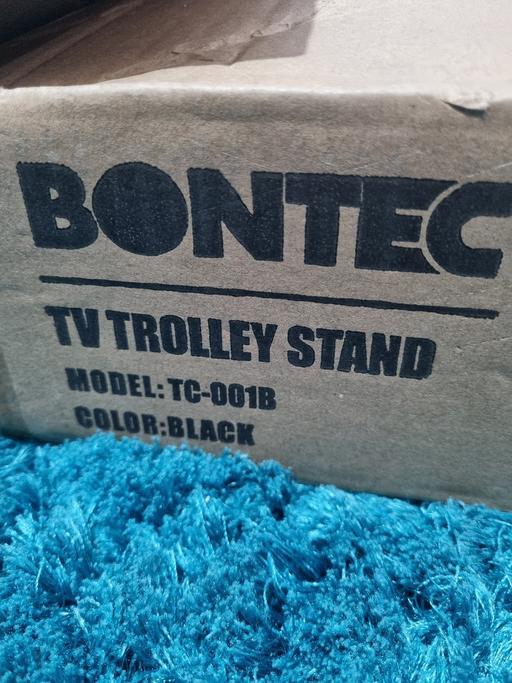 BONTEC
TV TROLLEY STAND
MODEL: TC-001B
COLOR:BLACK